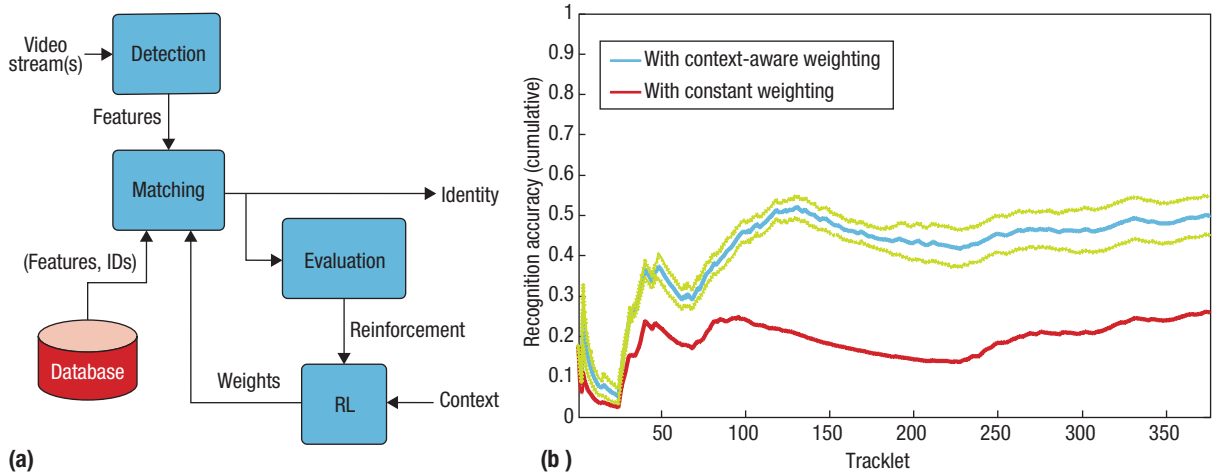 Video
stream(s)
Detection
Features
Matching
Identity
(Features, IDs)
Evaluation
Reinforcement
Database
Weights
RL
Context
(a)
Recognition accuracy (cumulative)
1
0.9
0.8
0.7
0.6
0.5
0.4
0.3
0.2
0.1
0
With context-aware weighting
With constant weighting
50 100 150 200 250 300 350
Tracklet
(b )